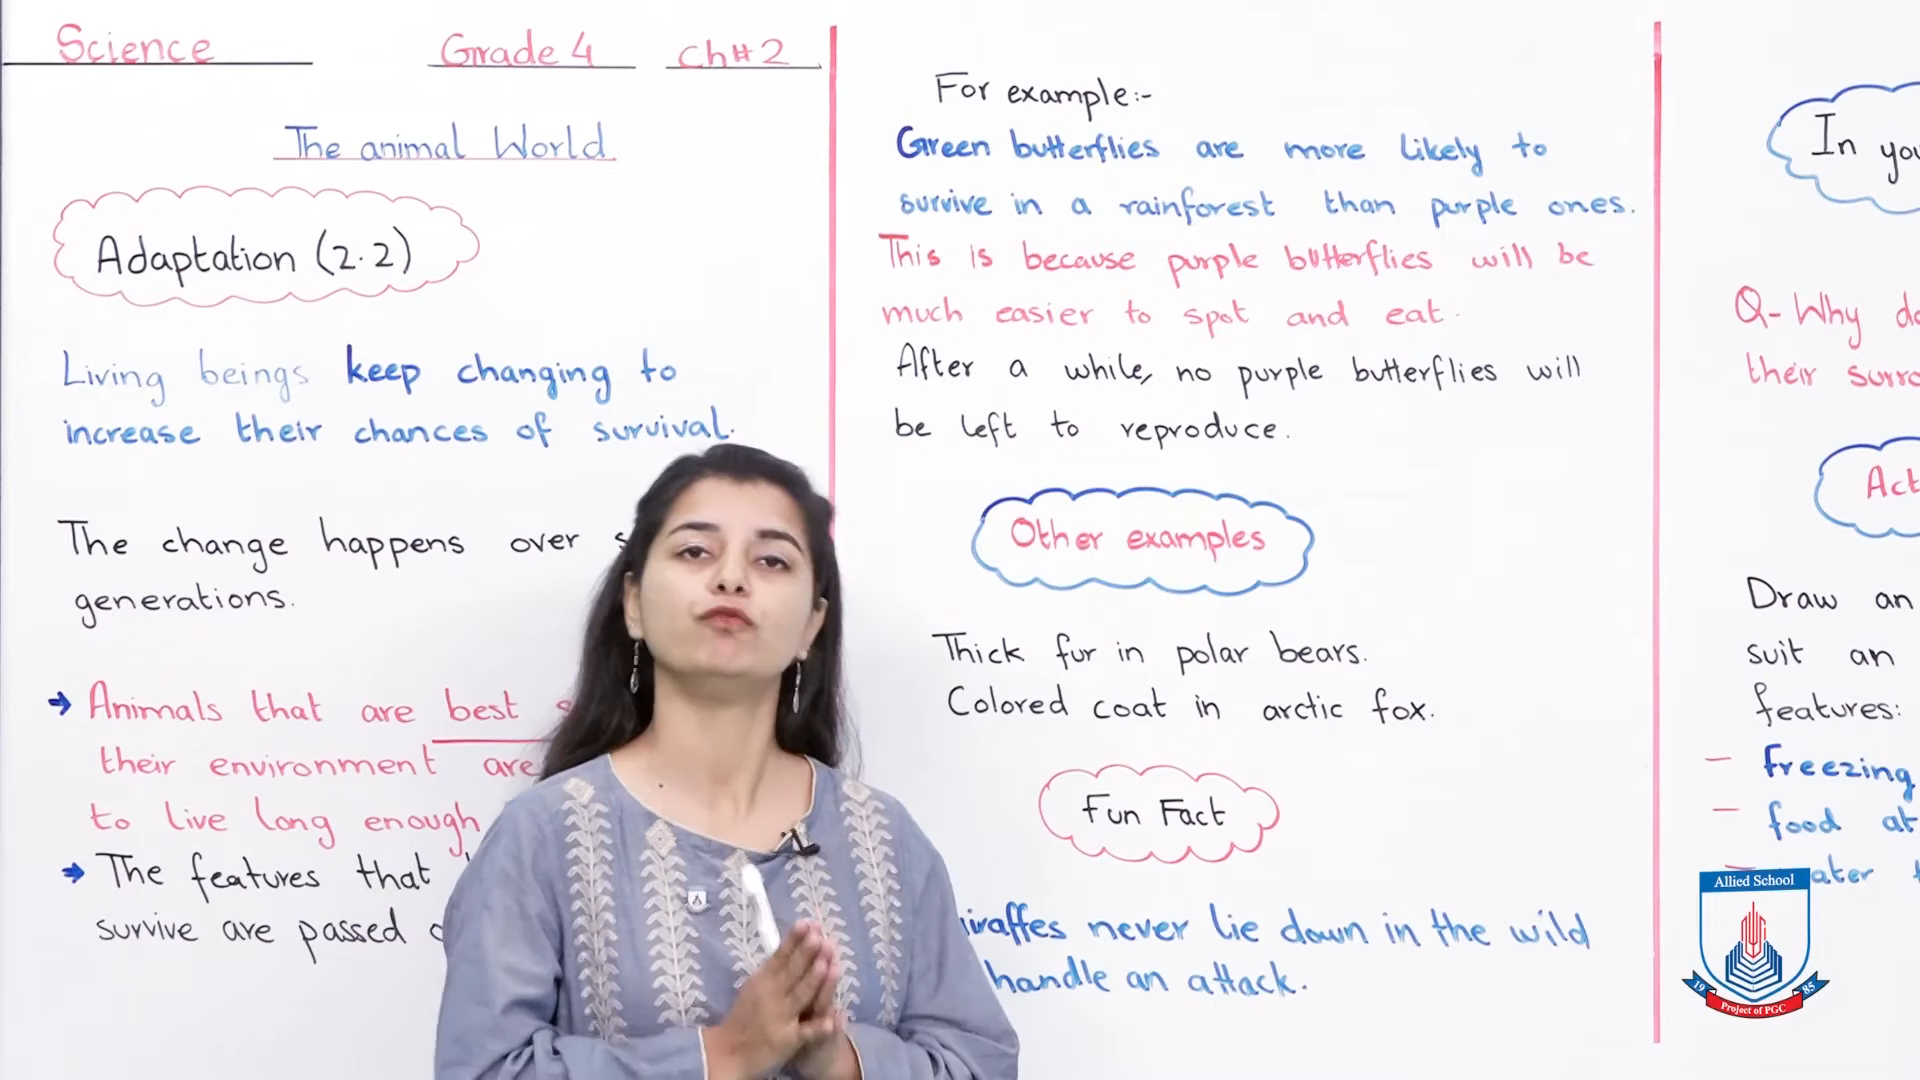 Science Grade 4 Ch#2
The animal World
Adaptation (2.2)
Living beings keep changing to
increase their chances of survival.
The change happens over
generations.
→ Animals that are best
their environment are
to live long enough
→ The features that
survive are passed
For example:-
Green butterflies are more likely to
survive in a rainforest than purple ones.
This is because purple butterflies will be
much easier to spot and eat.
After a while, no purple butterflies will
be left to reproduce.
Other examples
Thick fur in polar bears.
Colored coat in arctic fox.
Fun Fact
never lie down in the wild
handle an attack.
In
Q- Why
their
Draw an
suit an
features:
- freezing
- food
Allied School
19 85
Project of PGC